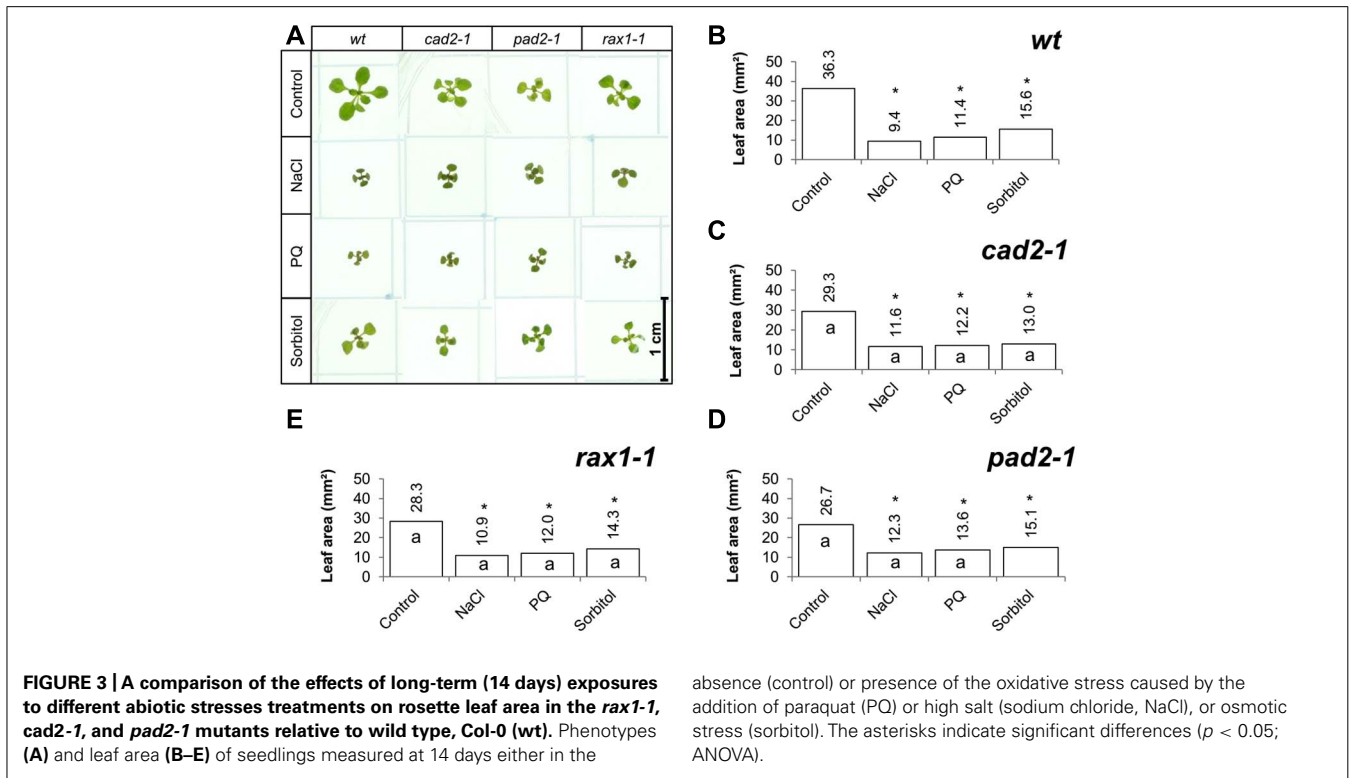 A
wt cad2-1 pad2-1 rax1-1
Control
NaCl
PQ
Sorbitol
1 cm
B
wt
Leaf area (mm²)
50
40
30
20
10
0
36.3
9.4 *
11.4 *
15.6 *
Control NaCl PQ Sorbitol
C
cad2-1
Leaf area (mm²)
50
40
30
20
10
0
29.3
11.6 *
12.2 *
13.0 *
a a a a
Control NaCl PQ Sorbitol
E
rax1-1
Leaf area (mm²)
50
40
30
20
10
0
28.3
10.9 *
12.0 *
14.3 *
a a a a
Control NaCl PQ Sorbitol
D
pad2-1
Leaf area (mm²)
50
40
30
20
10
0
26.7
12.3 *
13.6 *
15.1 *
a a a
Control NaCl PQ Sorbitol
FIGURE 3 | A comparison of the effects of long-term (14 days) exposures
to different abiotic stresses treatments on rosette leaf area in the rax1-1,
cad2-1, and pad2-1 mutants relative to wild type, Col-0 (wt). Phenotypes
(A) and leaf area (B–E) of seedlings measured at 14 days either in the
absence (control) or presence of the oxidative stress caused by the
addition of paraquat (PQ) or high salt (sodium chloride, NaCl), or osmotic
stress (sorbitol). The asterisks indicate significant differences (p < 0.05;
ANOVA).